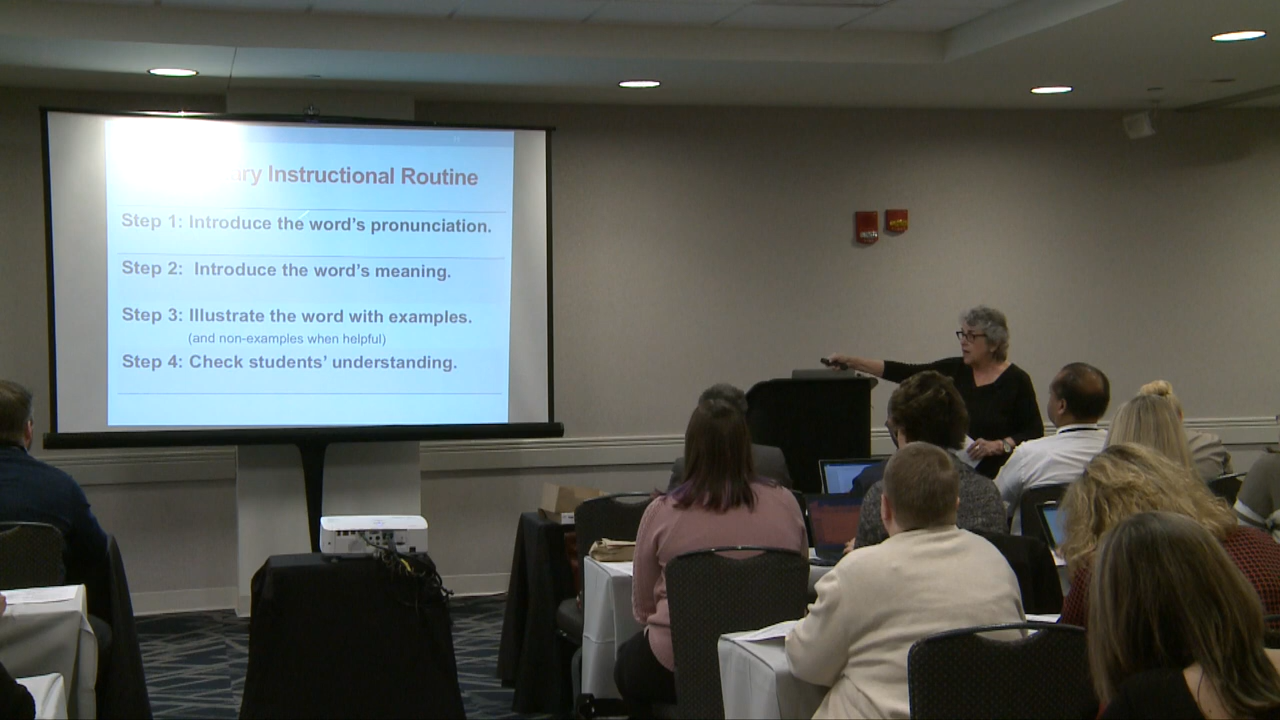 Instructional Routine
Step 1: Introduce the word's pronunciation.
Step 2: Introduce the word's meaning.
Step 3: Illustrate the word with examples.
(and non-examples when helpful)
Step 4: Check students' understanding.